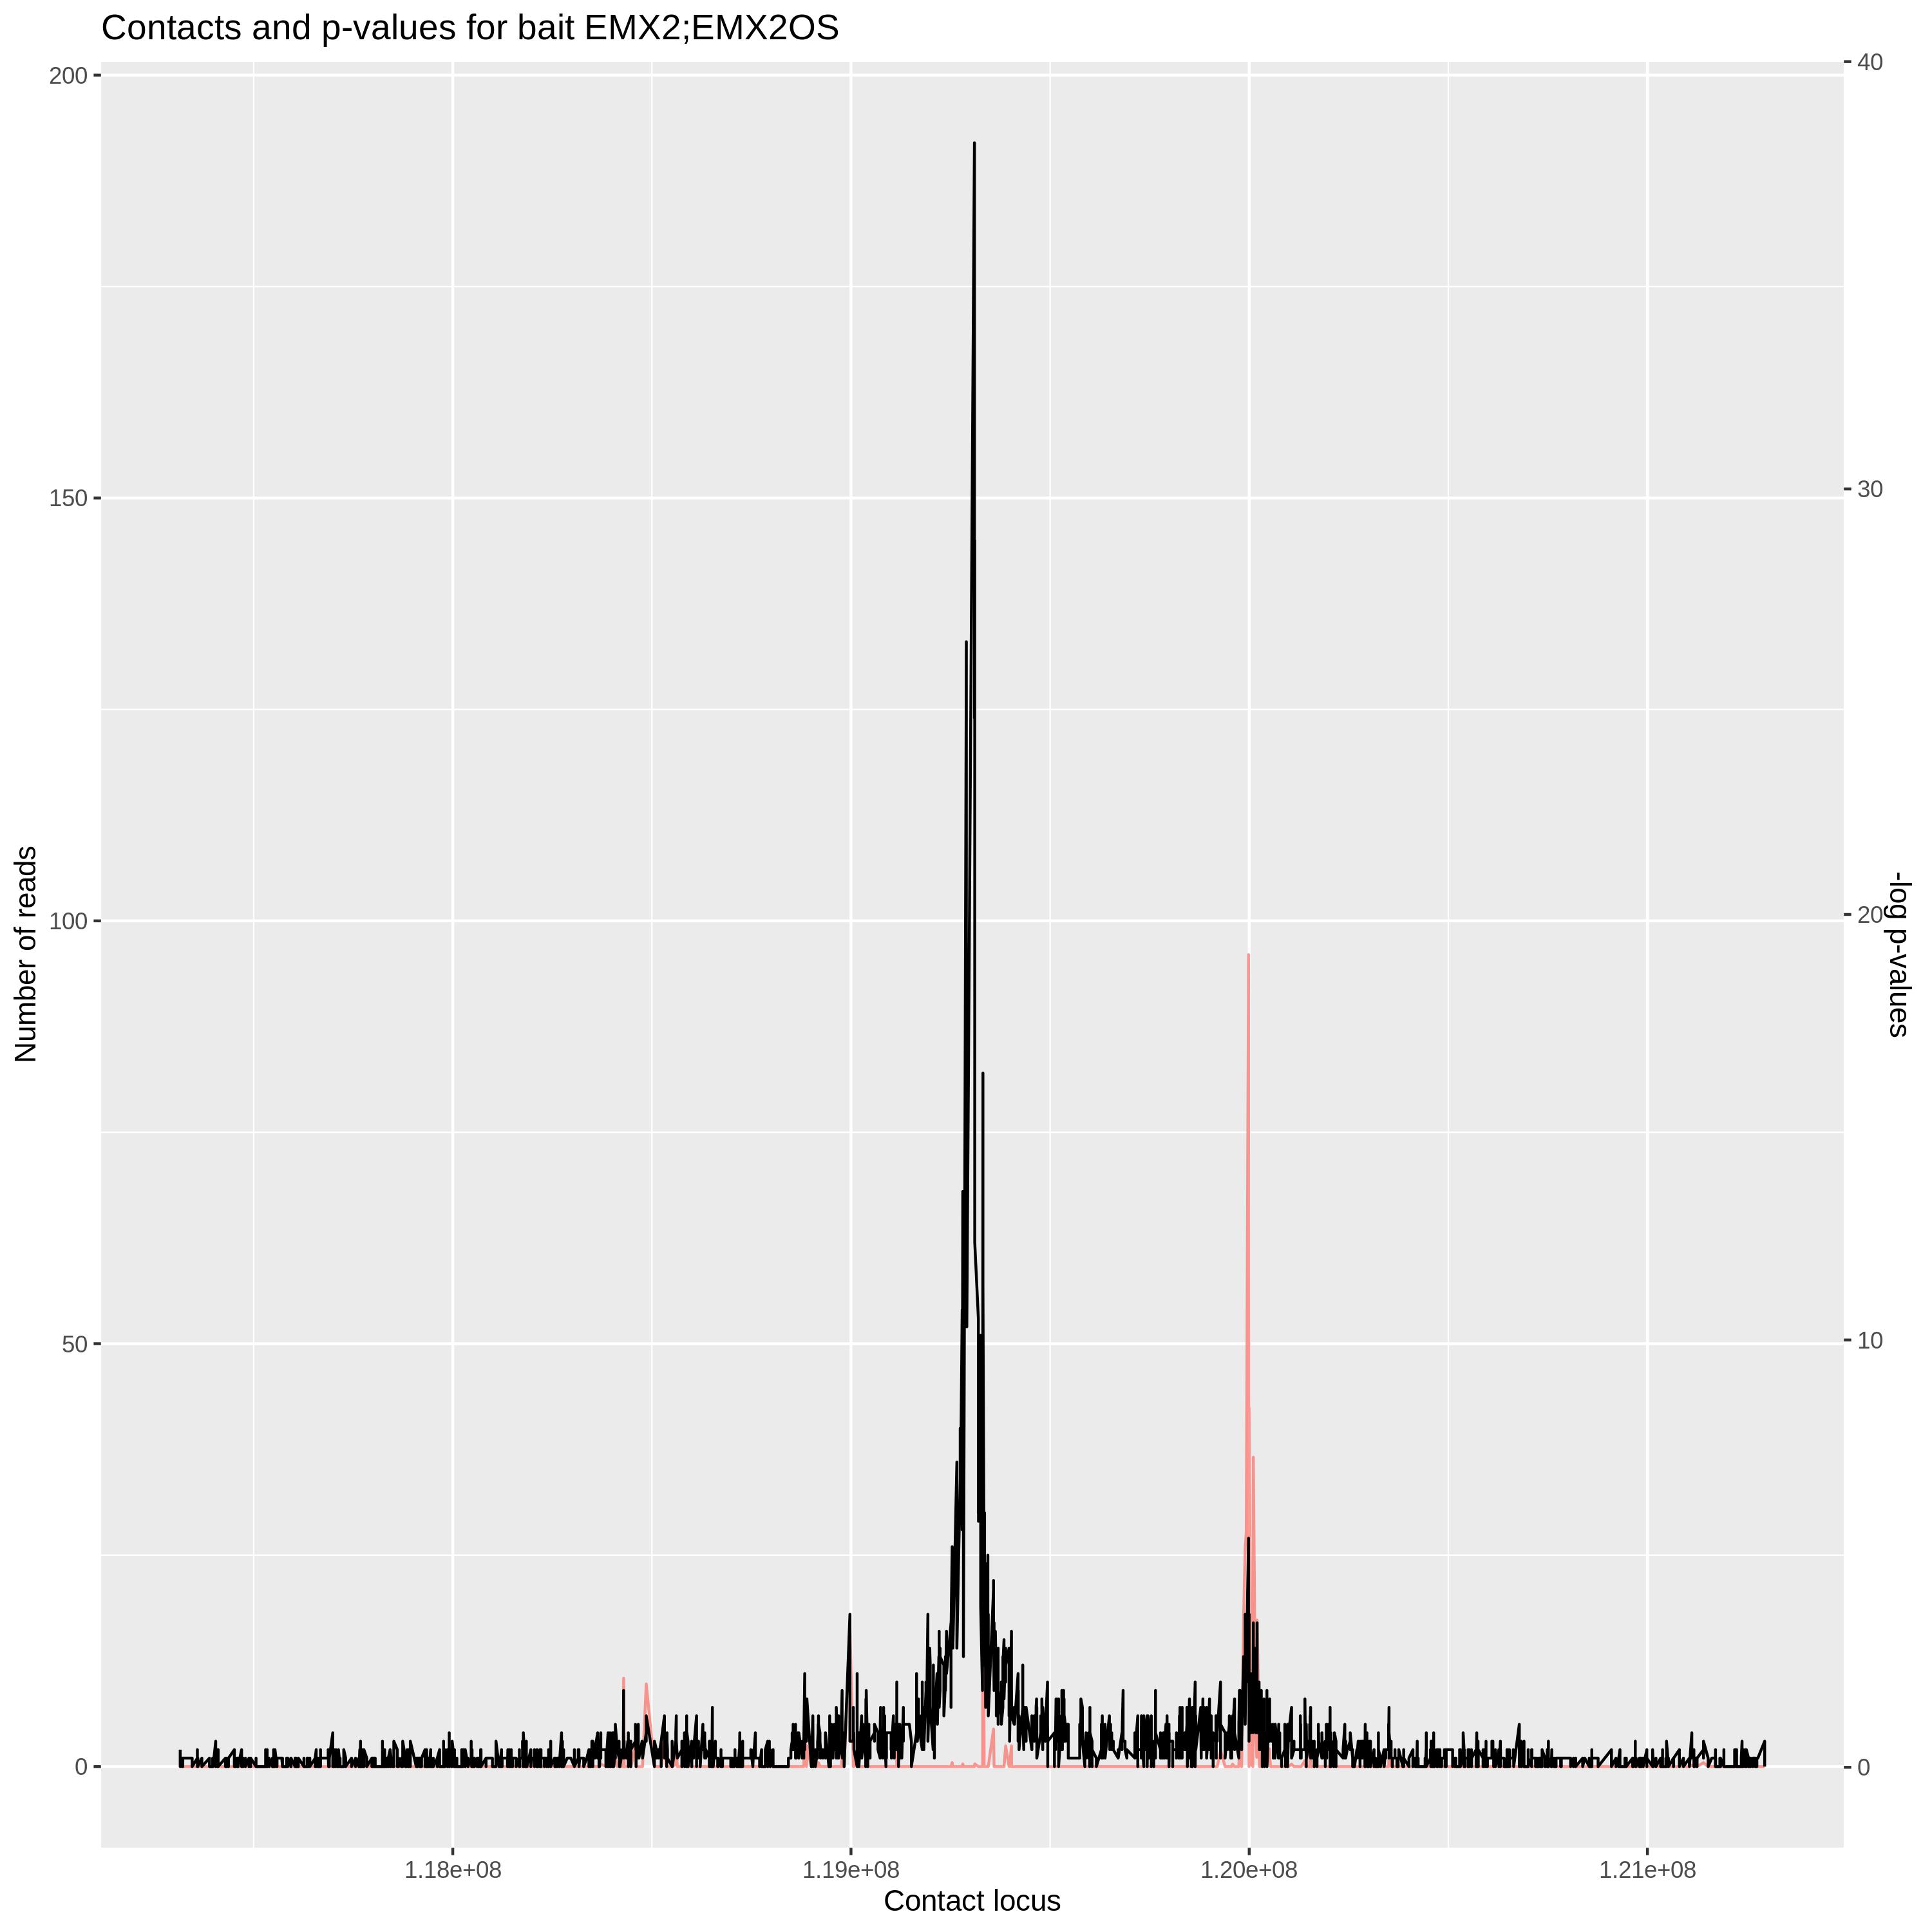 Contacts and p-values for bait EMX2;EMX2OS
200
150
100
50
0
Number of reads
40
30
20
10
0
-log p-values
1.18e+08
1.19e+08
1.20e+08
1.21e+08
Contact locus